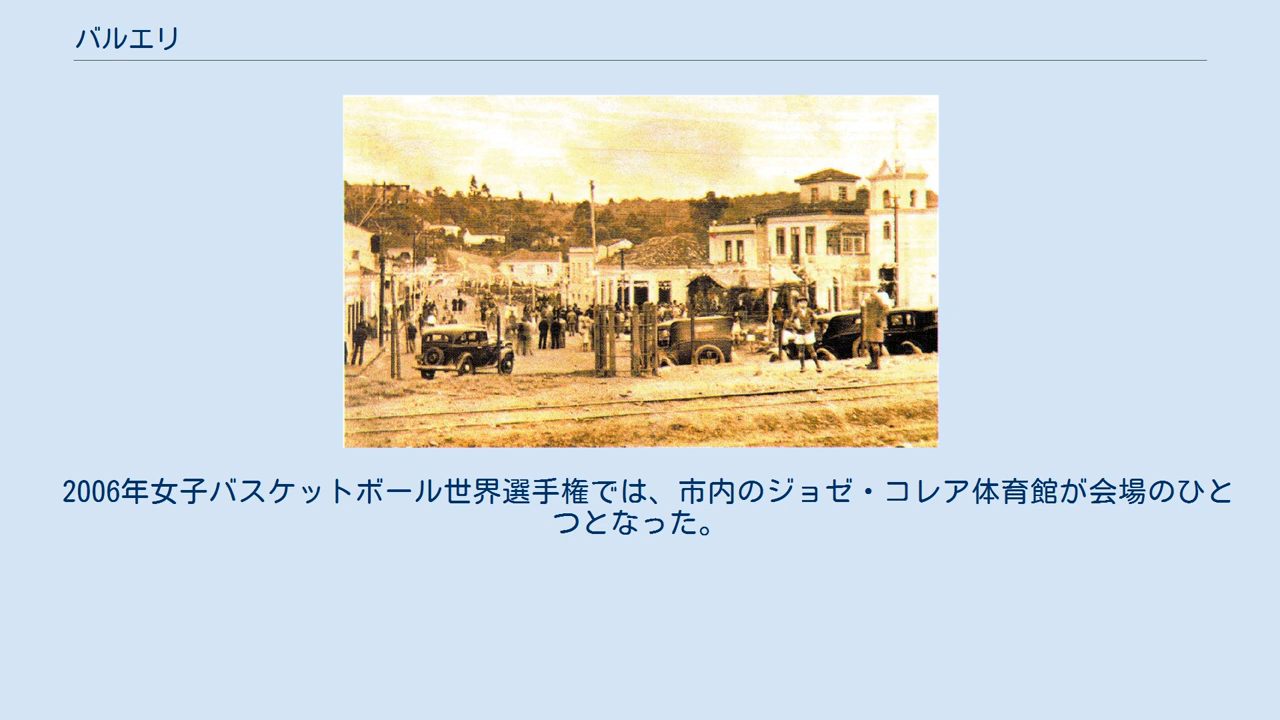 バルエリ
2006年女子バスケットボール世界選手権では、市内のジョゼ・コレア体育館が会場のひと
つとなった。